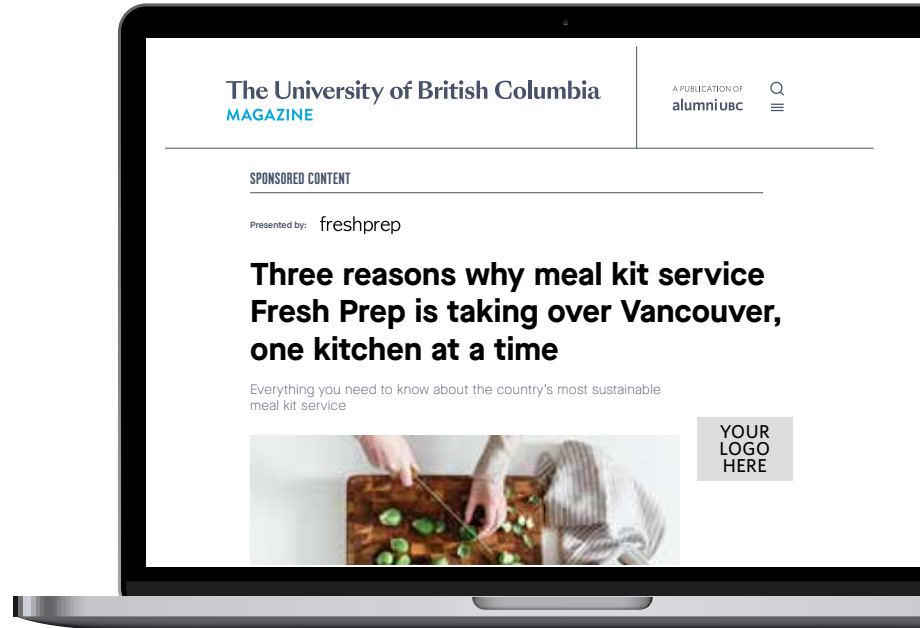 The University of British Columbia
MAGAZINE
A PUBLICATION OF
alumni UBC
SPONSORED CONTENT
Presented by: freshprep
Three reasons why meal kit service
Fresh Prep is taking over Vancouver,
one kitchen at a time
Everything you need to know about the country's most sustainable
meal kit service
YOUR
LOGO
HERE